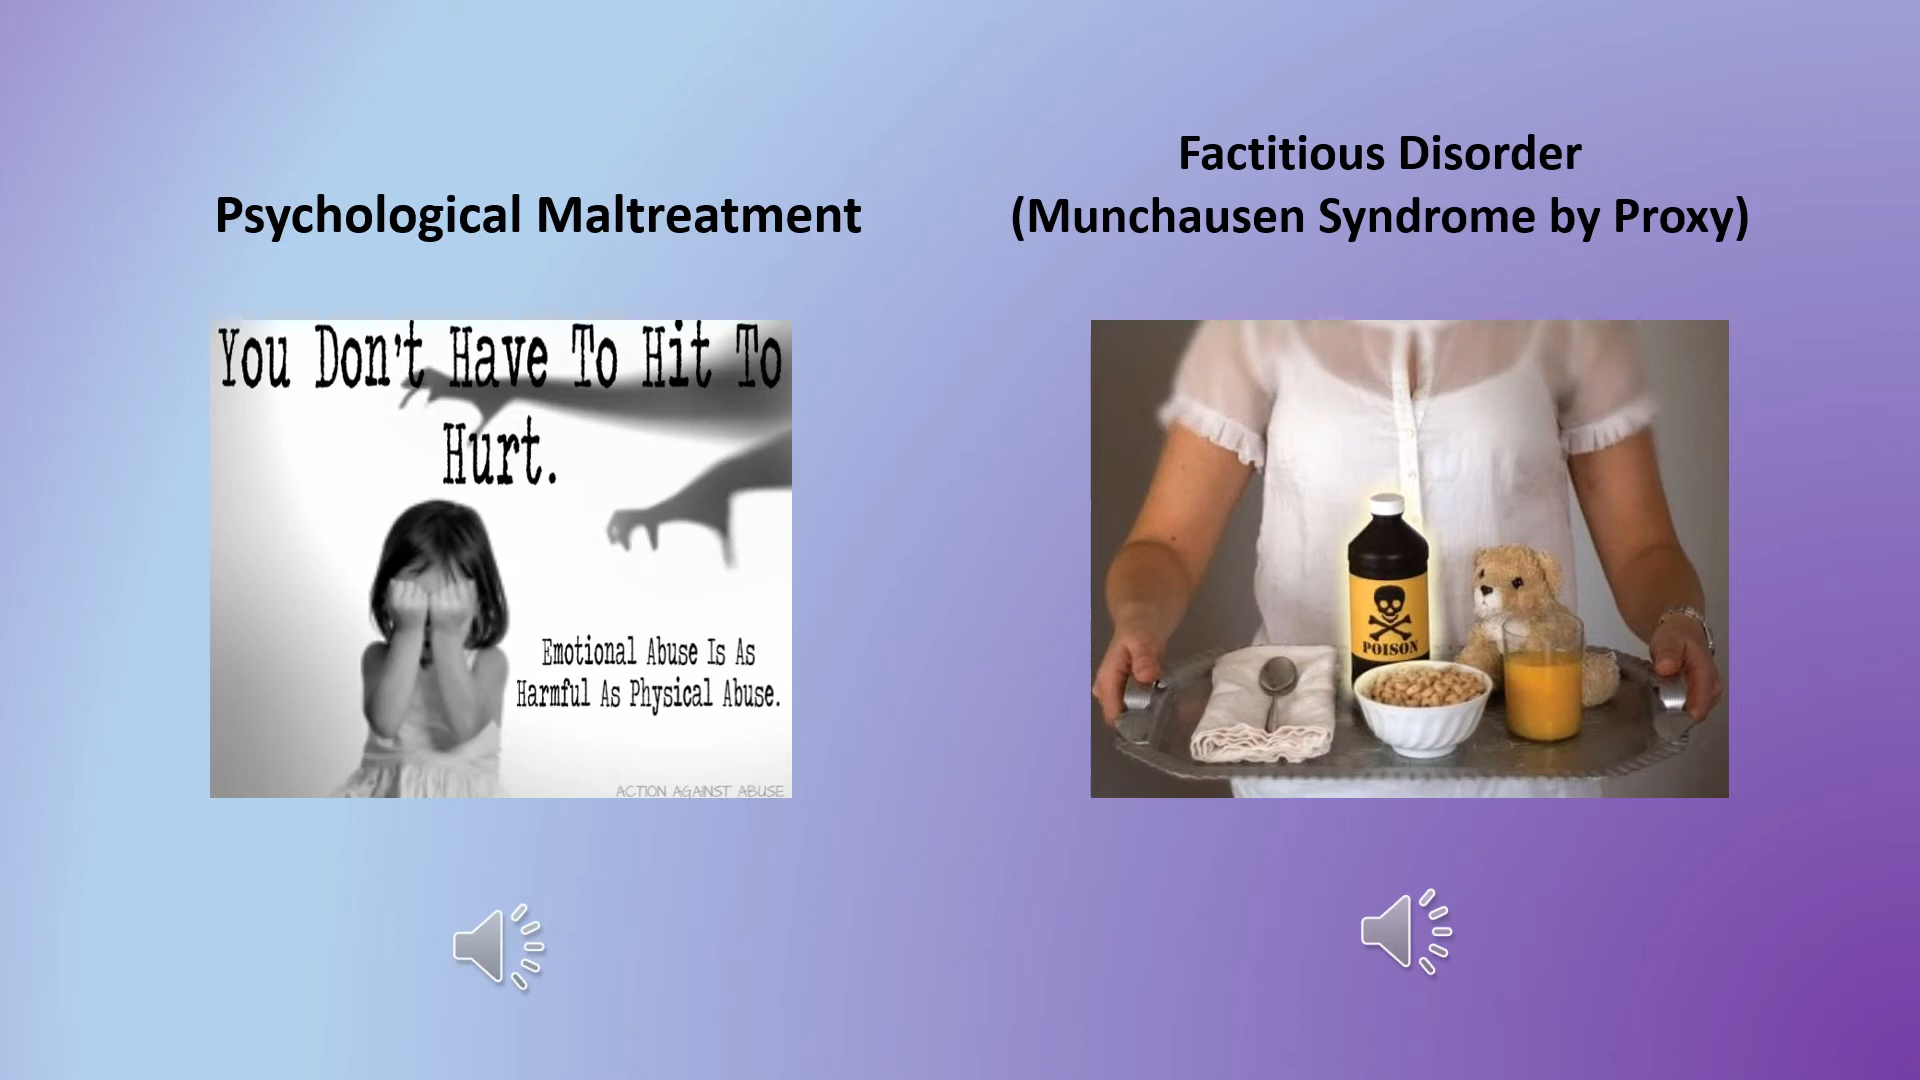 Psychological Maltreatment
You Don't Have To Hit To
Hurt.
Emotional Abuse Is As
Harmful As Physical Abuse.
ACTION AGAINST ABUSE
Factitious Disorder
(Munchausen Syndrome by Proxy)
POISON